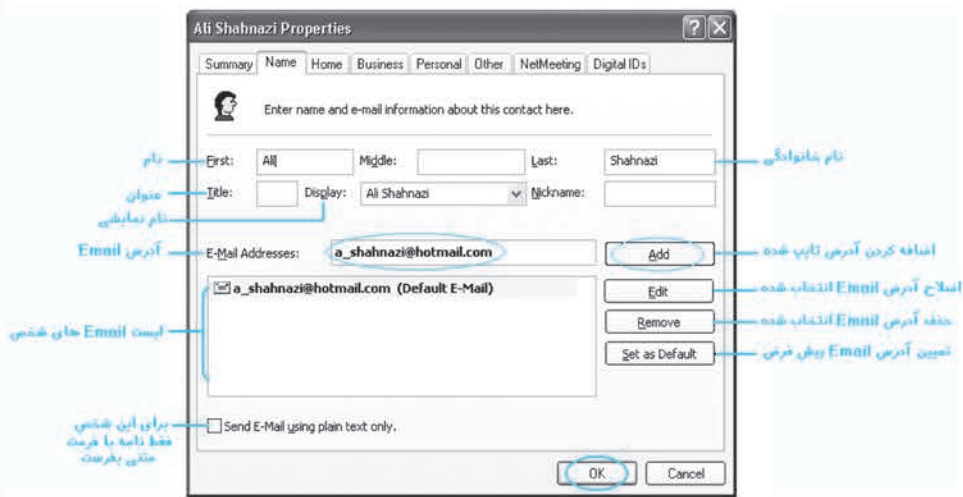 Ali Shahnazi Properties
Summary Name Home Business Personal Other NetMeeting Digital IDs
Enter name and e-mail information about this contact here.
نام
First: Ali Middle: Last: Shahnazi
نام خانوادگی
عنوان
Title: Display: Ali Shahnazi Nickname:
نام نمایشی
آدرس Email
E-Mail Addresses: a_shahnazi@hotmail.com Add
اضافه کردن آدرس تایپ شده
a_shahnazi@hotmail.com (Default E-Mail) Edit
اصلاح آدرس Email انتخاب شده
لیست Email های شخص
Remove
حذف آدرس Email انتخاب شده
Set as Default
تعیین آدرس Email پیش فرض
برای این شخص
فقط نامه با فرمت
متنی بفرست
Send E-Mail using plain text only.
OK Cancel